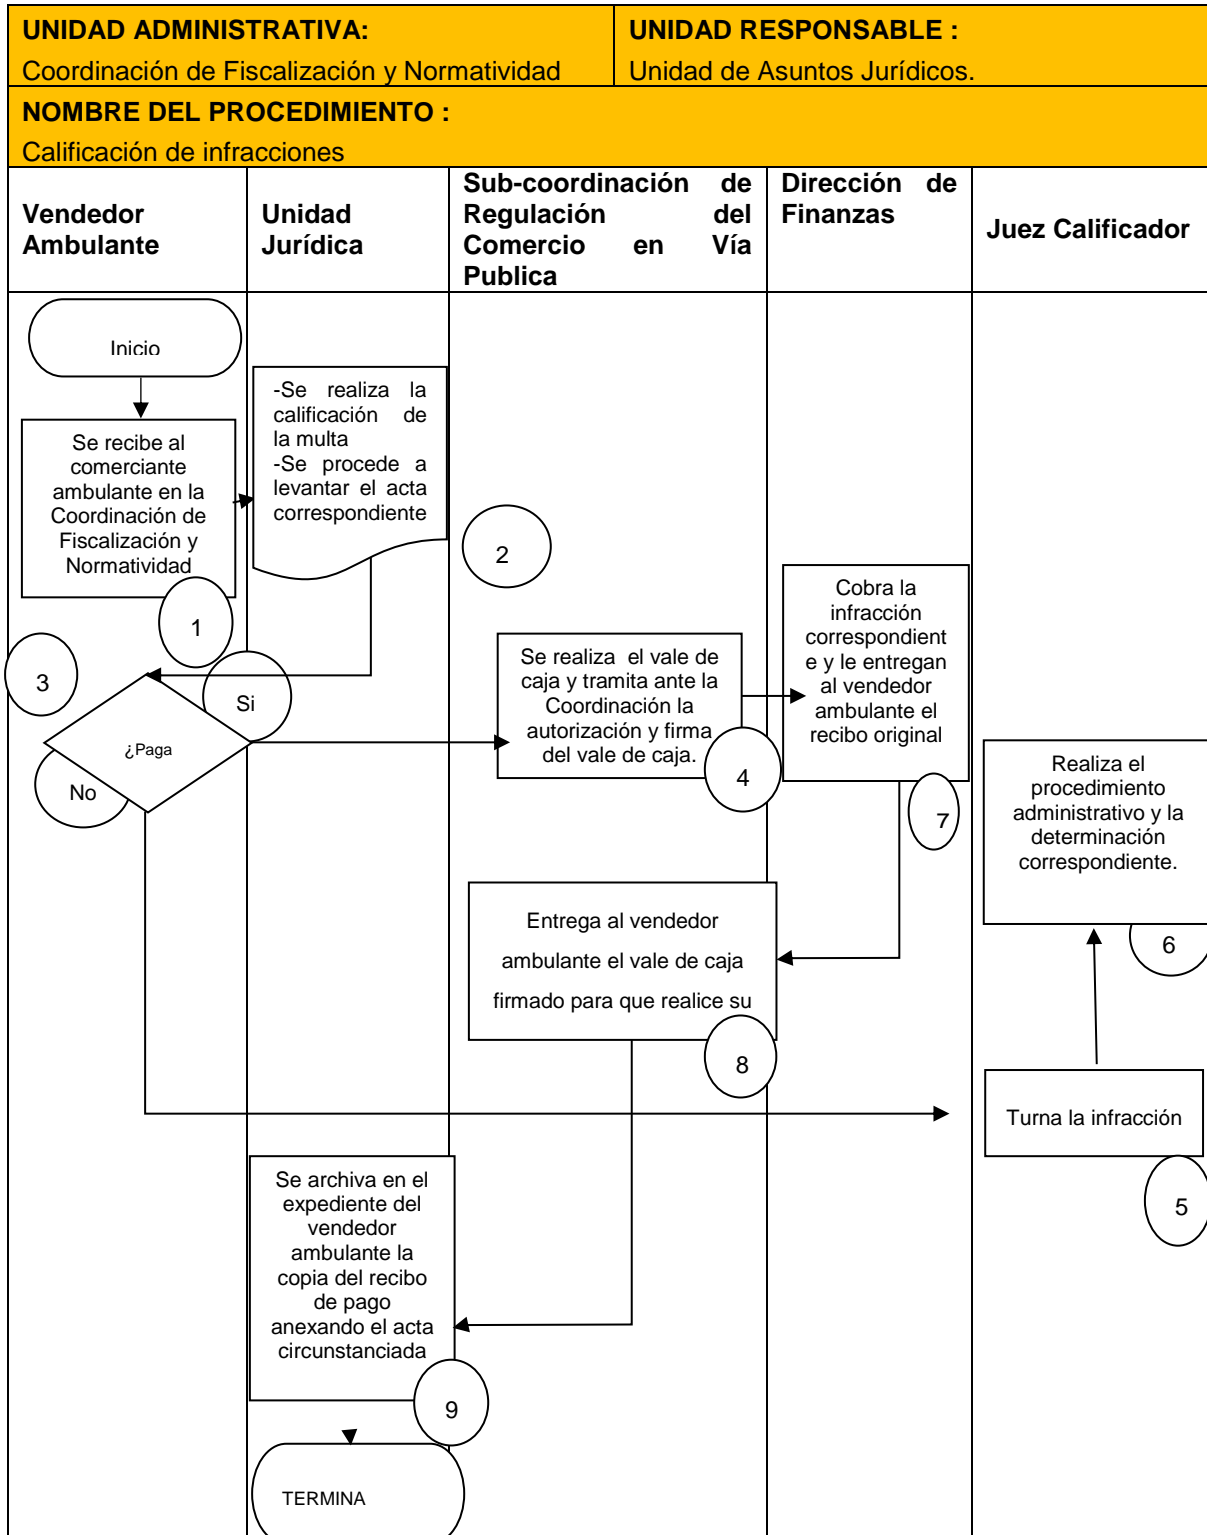 UNIDAD ADMINISTRATIVA:
Coordinación de Fiscalización y Normatividad
UNIDAD RESPONSABLE :
Unidad de Asuntos Jurídicos.
NOMBRE DEL PROCEDIMIENTO :
Calificación de infracciones
Vendedor
Ambulante
Unidad
Jurídica
Sub-coordinación de
Regulación del
Comercio en Vía
Publica
Dirección de
Finanzas
Juez Calificador
Inicio
Se recibe al
comerciante
ambulante en la
Coordinación de
Fiscalización y
Normatividad
1
-Se realiza la
calificación de
la multa
-Se procede a
levantar el acta
correspondiente
2
3
¿Paga
Si
No
Se realiza el vale de
caja y tramita ante la
Coordinación la
autorización y firma
del vale de caja.
4
Cobra la
infracción
correspondient
e y le entregan
al vendedor
ambulante el
recibo original
7
Realiza el
procedimiento
administrativo y la
determinación
correspondiente.
6
Entrega al vendedor
ambulante el vale de caja
firmado para que realice su
8
Turna la infracción
5
Se archiva en el
expediente del
vendedor
ambulante la
copia del recibo
de pago
anexando el acta
circunstanciada
9
TERMINA